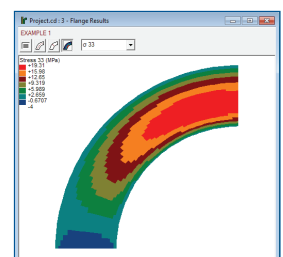 Project.cd : 3 - Flange Results
EXAMPLE 1
σ 33
Stress 33 (MPa)
+19.31
+15.98
+12.65
+9.319
+5.989
+2.659
-0.6707
-4